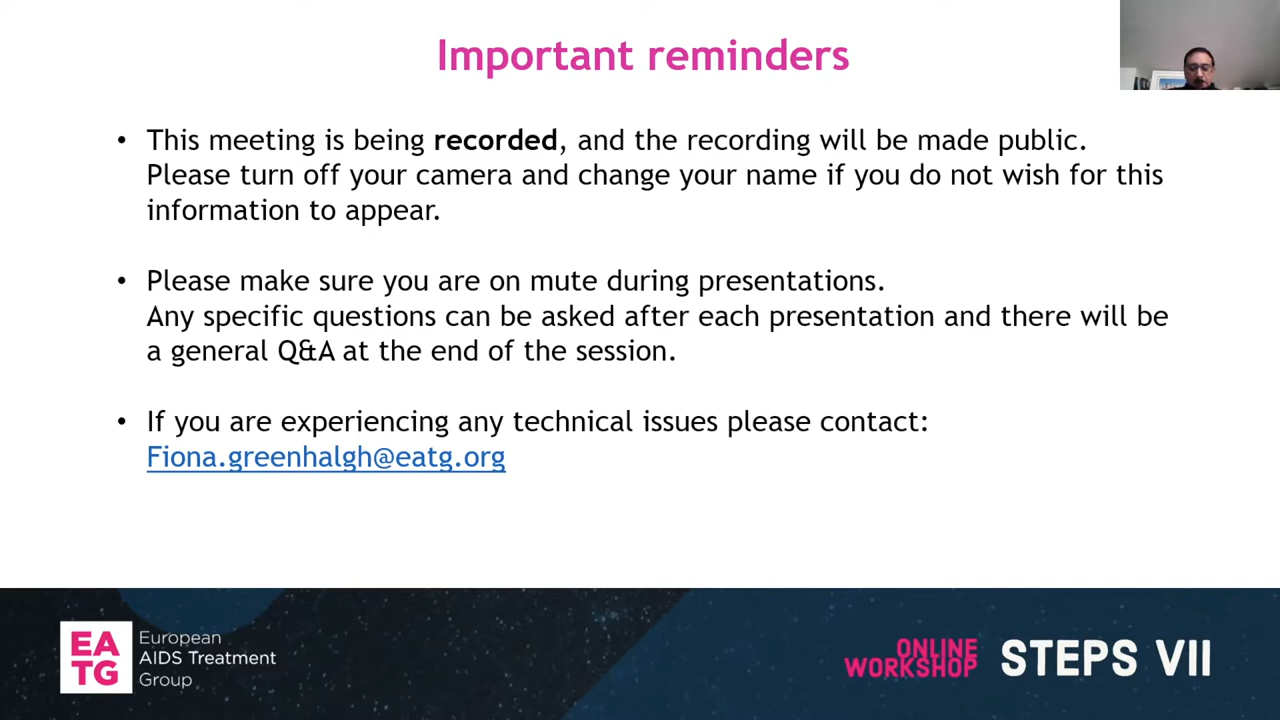 Important reminders
• This meeting is being recorded, and the recording will be made public.
Please turn off your camera and change your name if you do not wish for this
information to appear.
• Please make sure you are on mute during presentations.
Any specific questions can be asked after each presentation and there will be
a general Q&A at the end of the session.
• If you are experiencing any technical issues please contact:
Fiona.greenhalgh@eatg.org
EA
TG
European
AIDS Treatment
Group
ONLINE
WORKSHOP
STEPS VII